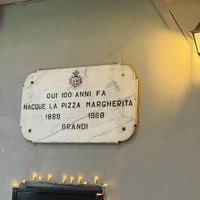 QUI 100 ANNI FA
NACQUE LA PIZZA MARGHERITA
1889 1989
BRANDI